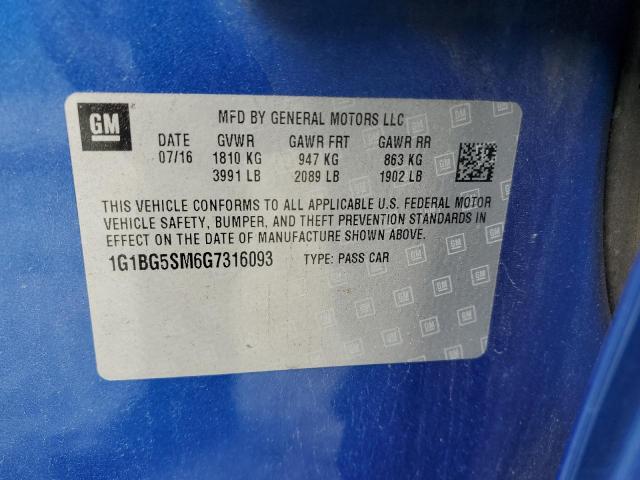 GM
MFD BY GENERAL MOTORS LLC
DATE GVWR GAWR FRT GAWR RR
07/16 1810 KG 947 KG 863 KG
3991 LB 2089 LB 1902 LB
THIS VEHICLE CONFORMS TO ALL APPLICABLE U.S. FEDERAL MOTOR
VEHICLE SAFETY, BUMPER, AND THEFT PREVENTION STANDARDS IN
EFFECT ON THE DATE OF MANUFACTURE SHOWN ABOVE.
1G1BG5SM6G7316093 TYPE: PASS CAR